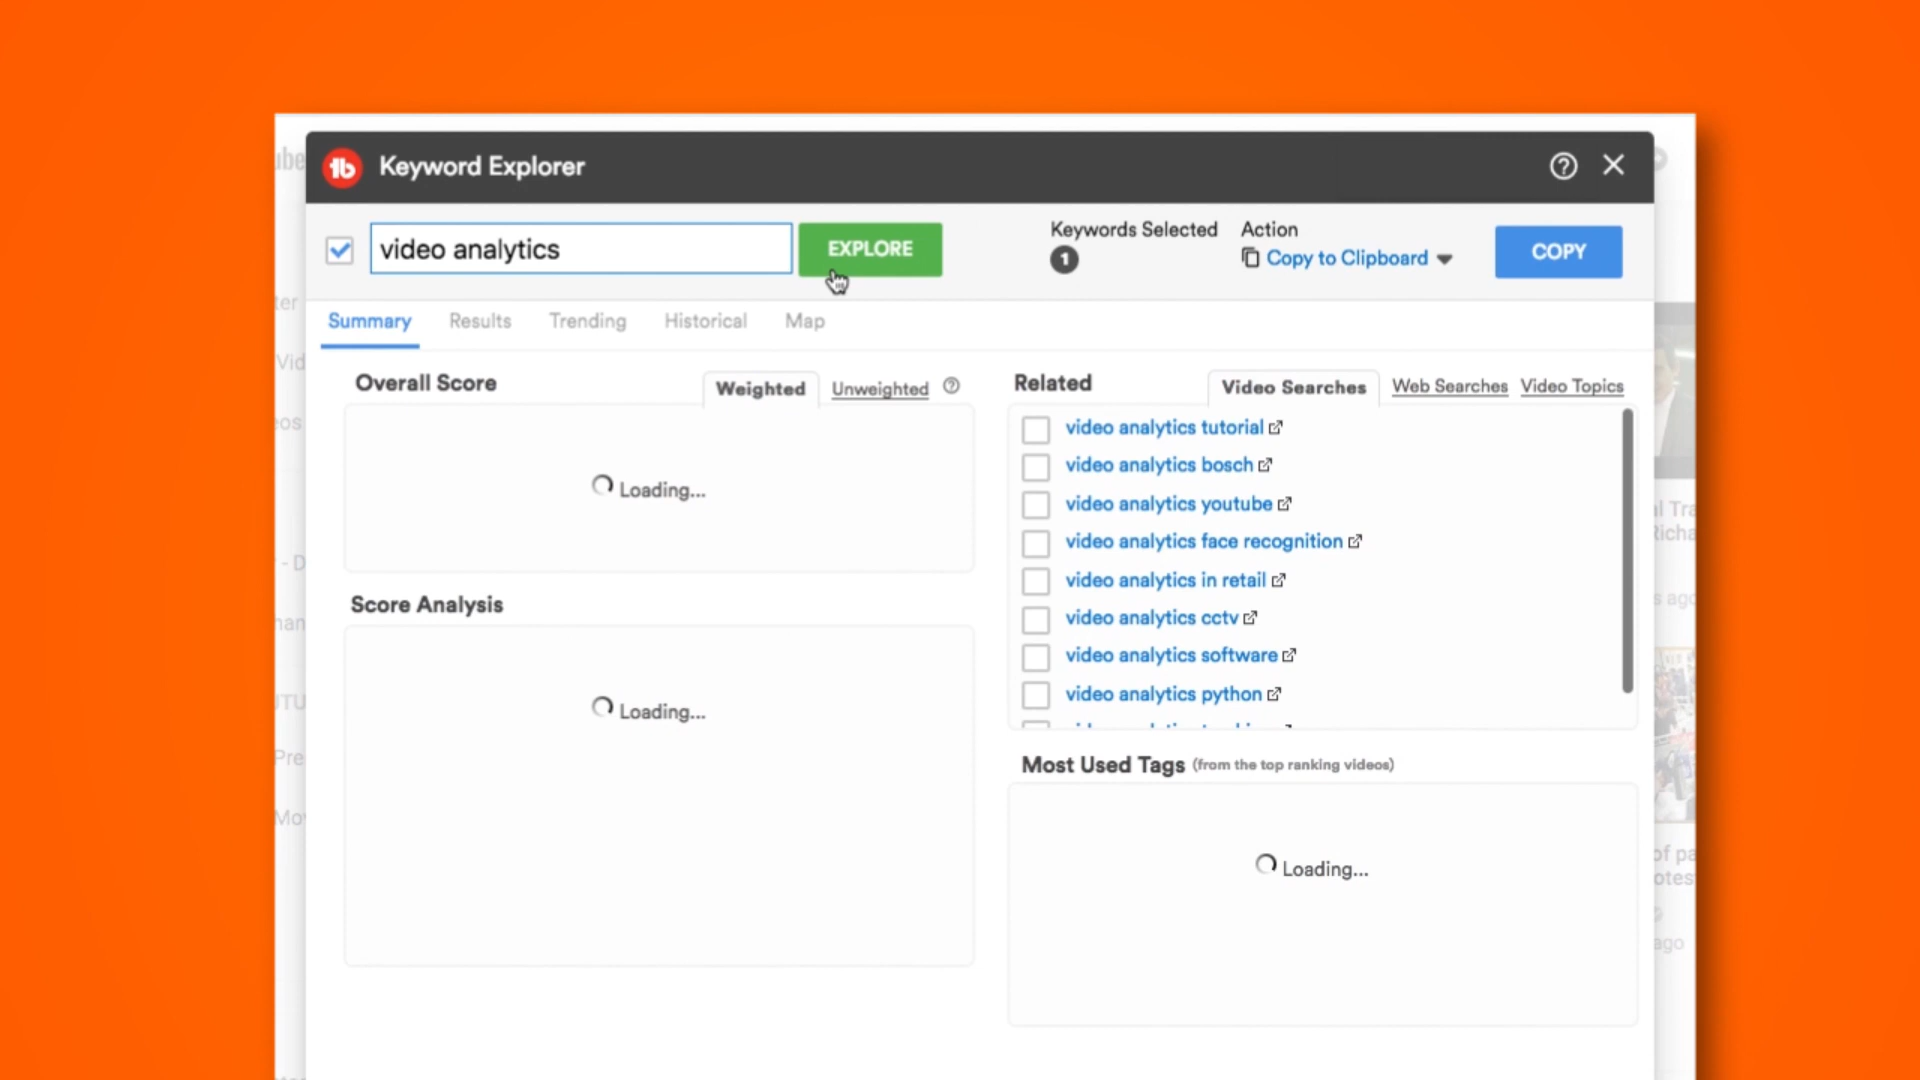 tb Keyword Explorer
video analytics
EXPLORE
Keywords Selected
1
Action
Copy to Clipboard
COPY
Summary
Results
Trending
Historical
Map
Overall Score
Weighted
Unweighted
Loading...
Score Analysis
Loading...
Related
Video Searches
Web Searches
Video Topics
video analytics tutorial
video analytics bosch
video analytics youtube
video analytics face recognition
video analytics in retail
video analytics cctv
video analytics software
video analytics python
Most Used Tags (from the top ranking videos)
Loading...